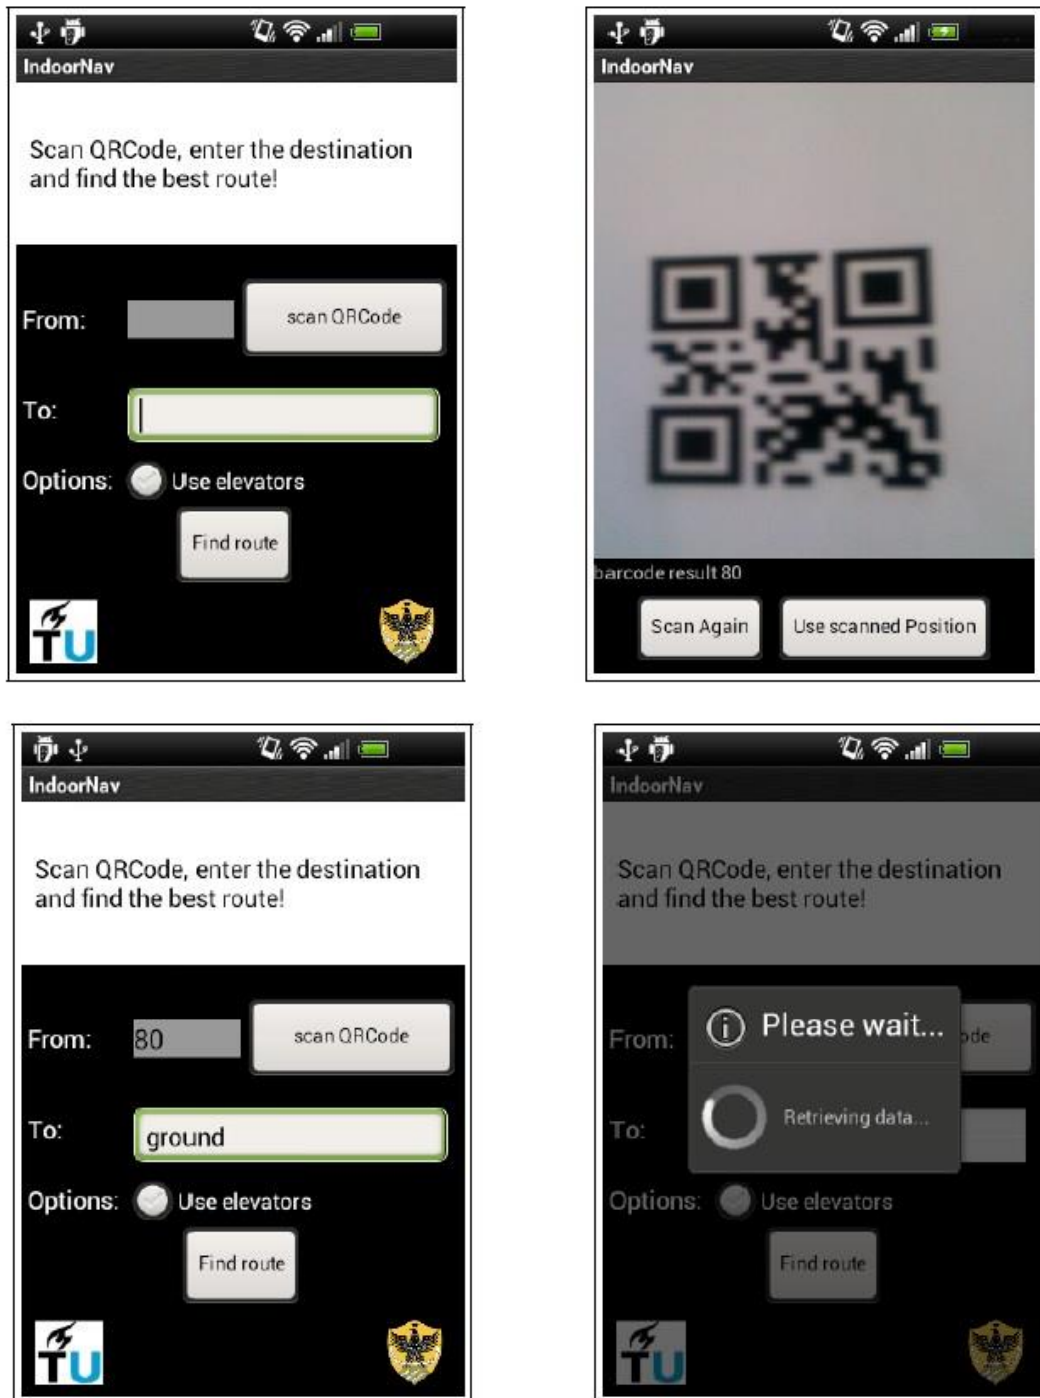 IndoorNav
Scan QRCode, enter the destination
and find the best route!
From:
scan QRCode
To:
Options:
Use elevators
Find route
TU
IndoorNav
barcode result 80
Scan Again
Use scanned Position
IndoorNav
Scan QRCode, enter the destination
and find the best route!
From:
80
scan QRCode
To:
ground
Options:
Use elevators
Find route
TU
IndoorNav
Scan QRCode, enter the destination
and find the best route!
From:
ode
Please wait...
To:
Retrieving data...
Options:
Use elevators
Find route
TU